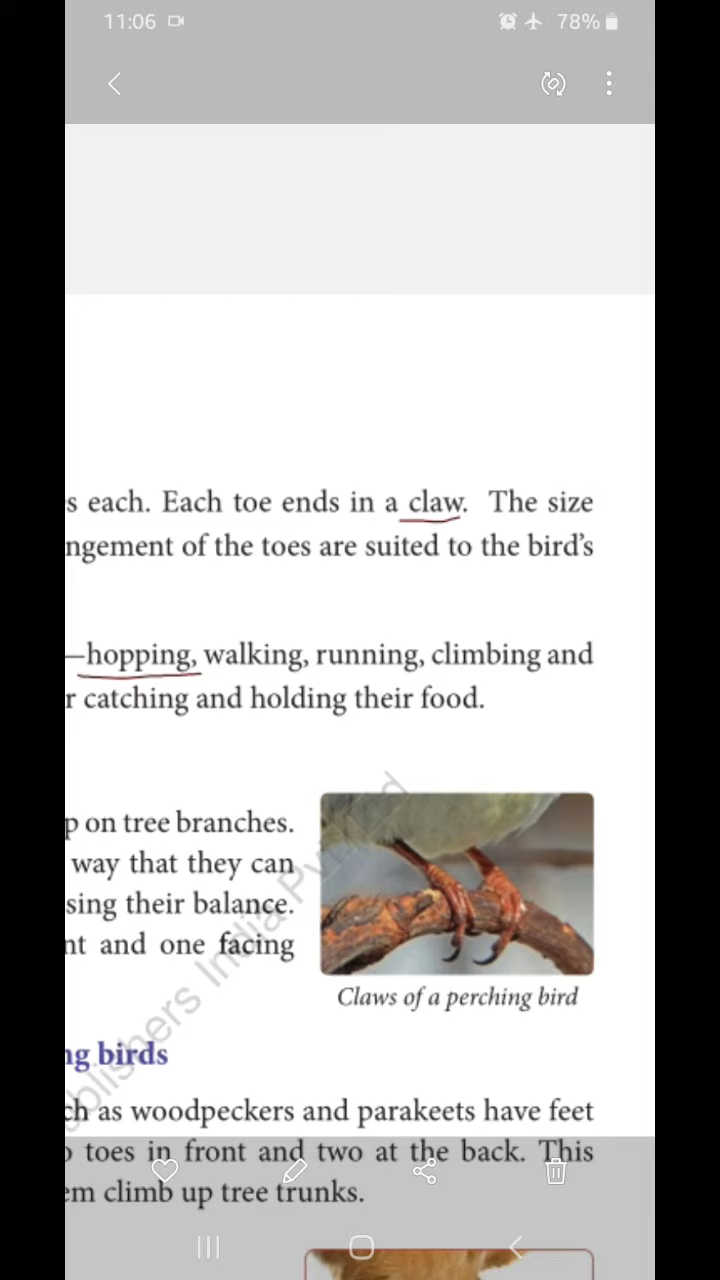 11:06
78%
s each. Each toe ends in a claw. The size
ngement of the toes are suited to the bird's
—hopping, walking, running, climbing and
r catching and holding their food.
p on tree branches.
way that they can
sing their balance.
nt and one facing
Claws of a perching bird
ng birds
ch as woodpeckers and parakeets have feet
o toes in front and two at the back. This
em climb up tree trunks.